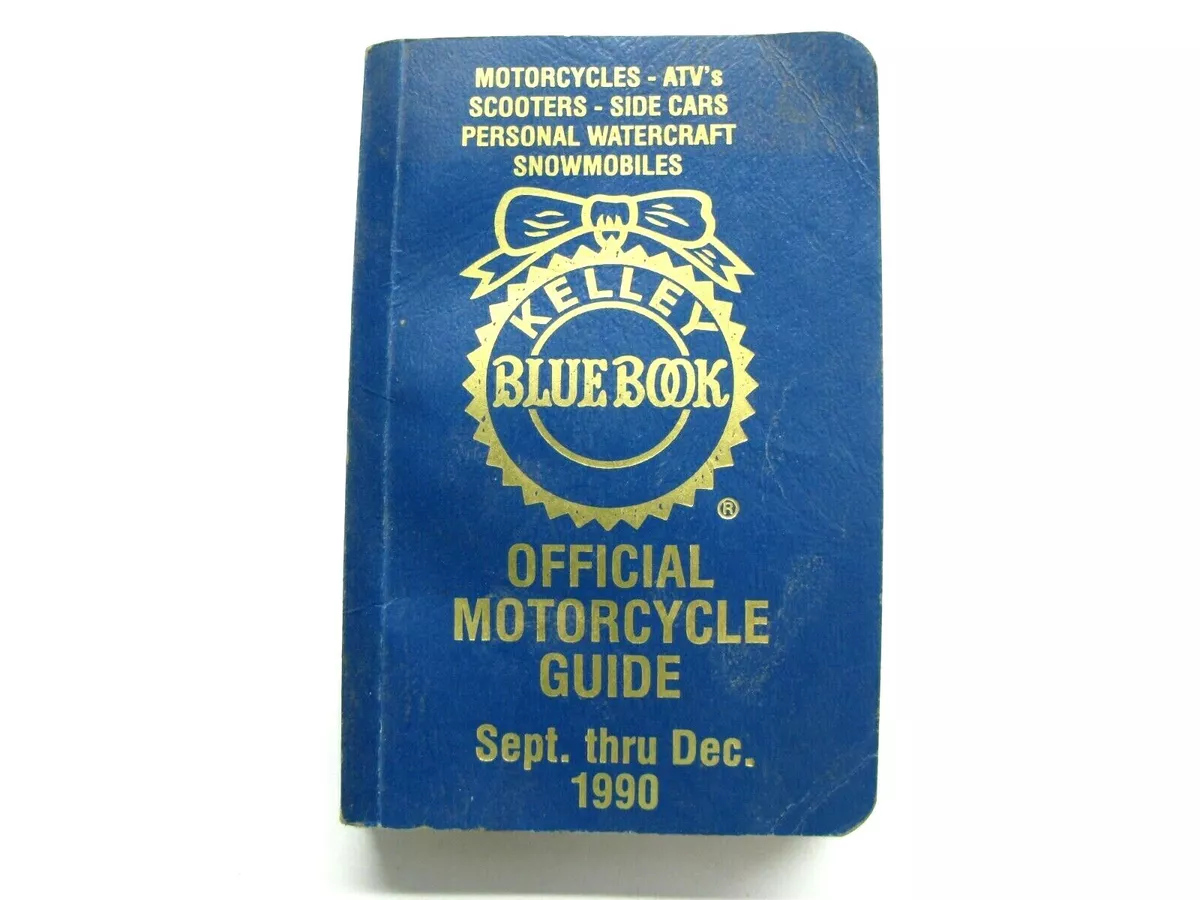 MOTORCYCLES - ATV's
SCOOTERS - SIDE CARS
PERSONAL WATERCRAFT
SNOWMOBILES
KELLEY
BLUE BOOK
®
OFFICIAL
MOTORCYCLE
GUIDE
Sept. thru Dec.
1990